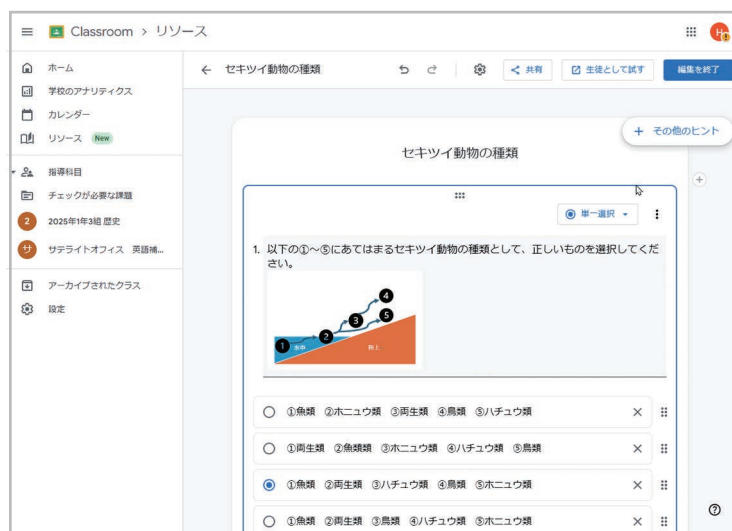 Classroom > リソース
H
ホーム
学校のアナリティクス
カレンダー
リソース New
指導科目
チェックが必要な課題
2 2025年1年3組 歴史
サ サテライトオフィス 英語補...
アーカイブされたクラス
設定
セキツイ動物の種類
共有
生徒として試す
編集を終了
+ その他のヒント
セキツイ動物の種類
単一選択
1. 以下の①～⑤にあてはまるセキツイ動物の種類として、正しいものを選択してくだ
さい。
4
3 5
2
1 水中 陸上
①魚類 ②ホニュウ類 ③両生類 ④鳥類 ⑤ハチュウ類
①両生類 ②魚類類 ③ホニュウ類 ④ハチュウ類 ⑤鳥類
①魚類 ②両生類 ③ハチュウ類 ④鳥類 ⑤ホニュウ類
①魚類 ②両生類 ③鳥類 ④ハチュウ類 ⑤ホニュウ類